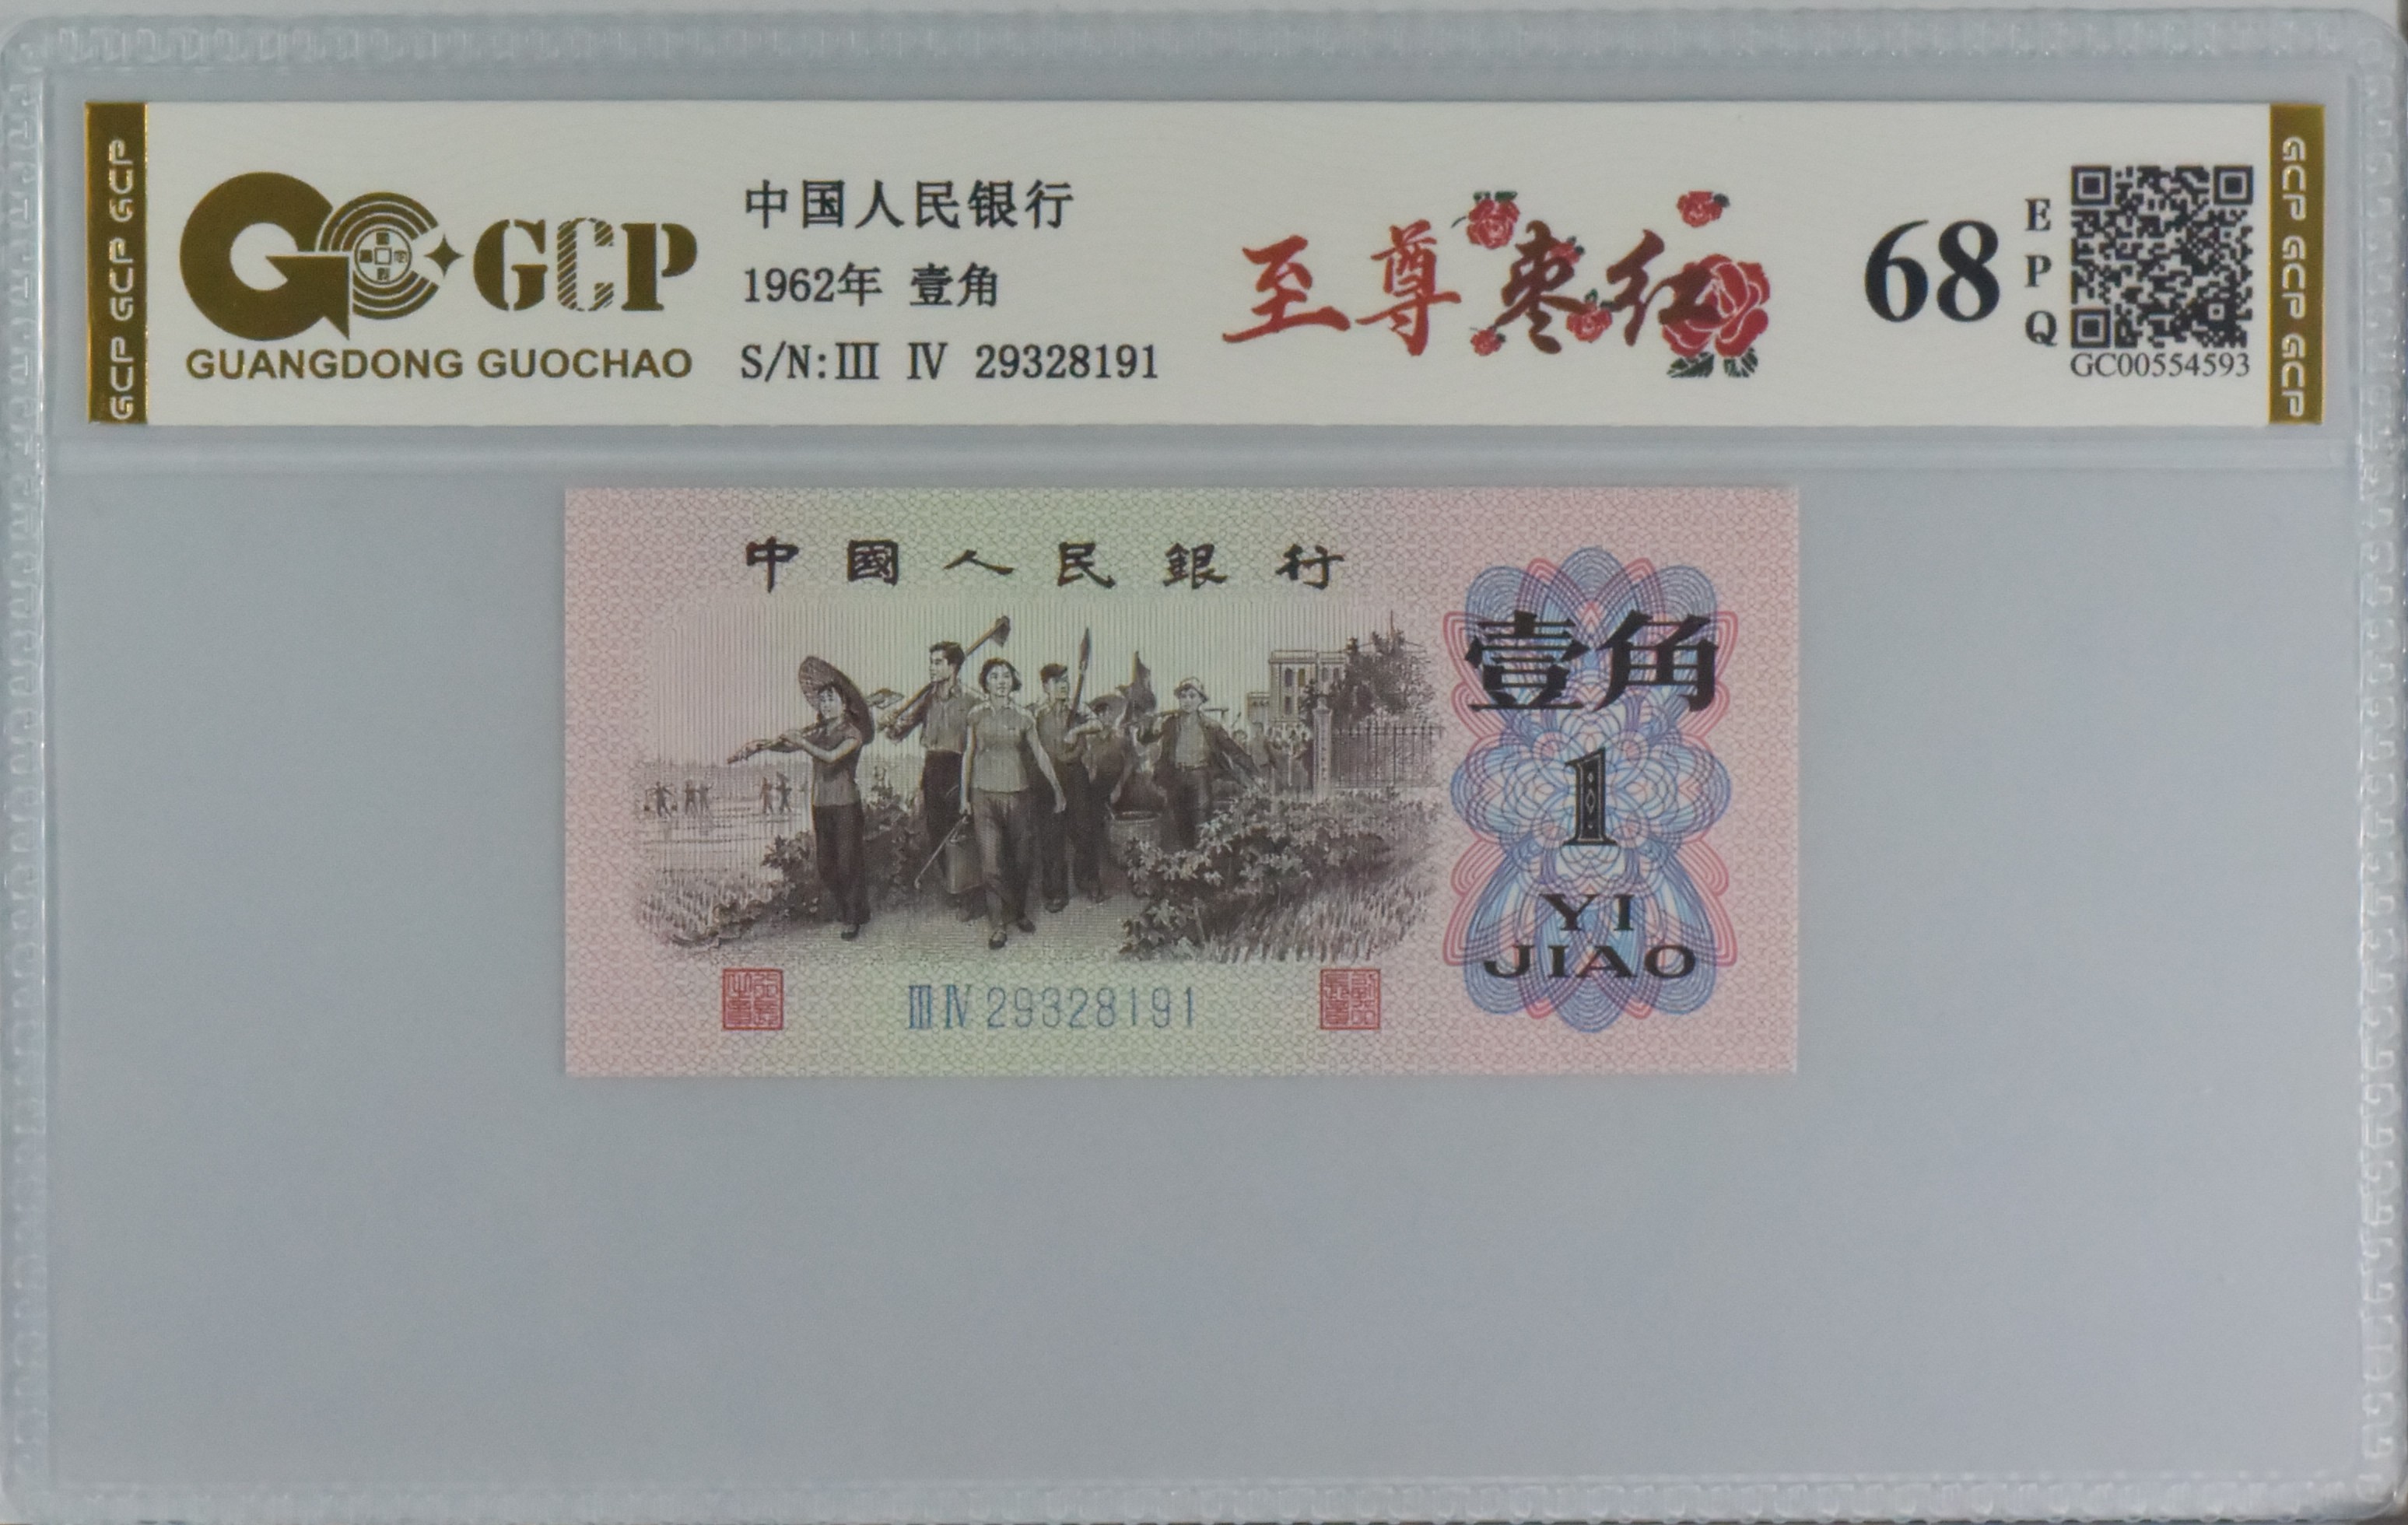 GCP GCP GCP
GCP
GUANGDONG GUOCHAO
中国人民银行
1962年 壹角
S/N:Ⅲ Ⅳ 29328191
至尊枣红
68
EPQ
GC00554593
GCP GCP GCP
中國人民銀行
壹角
1
YI
JIAO
ⅢⅣ 29328191